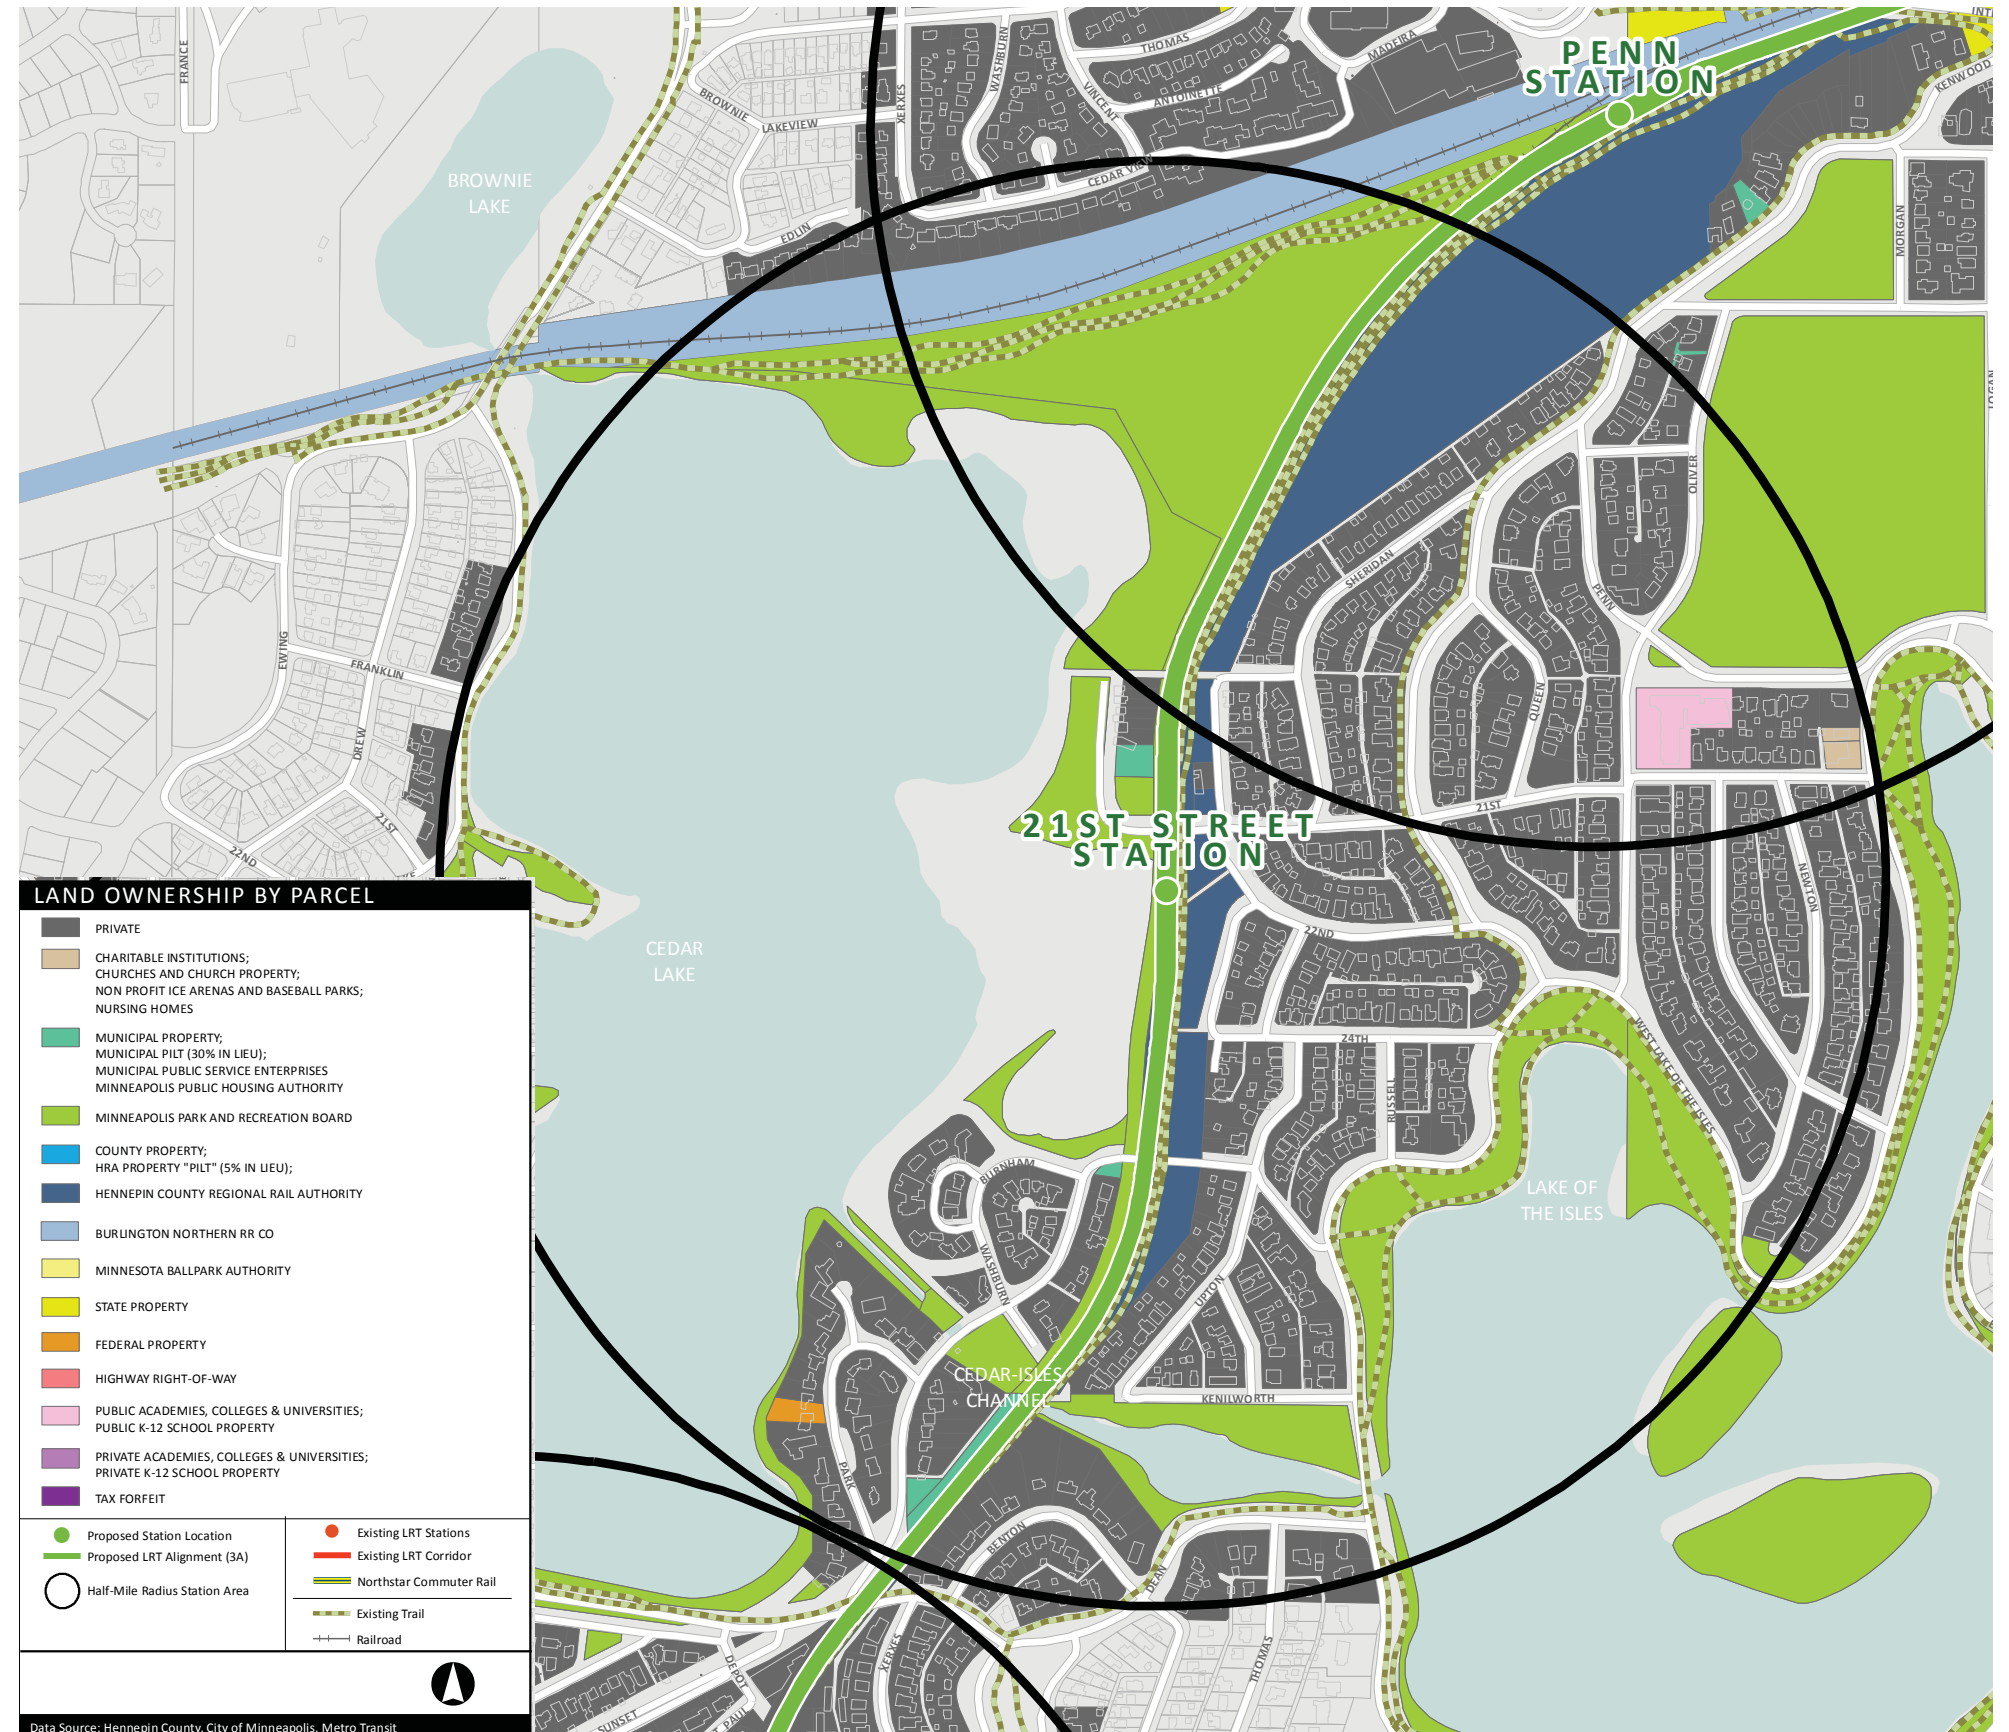 FRANCE
BROWNIE
LAKE
BROWNIE
LAKEVIEW
EDLIN
XERXES
WASHBURN
THOMAS
VINCENT
ANTOINETTE
MADEIRA
CEDAR VIEW
PENN
STATION
KENWOOD
MORGAN
LOGAN
OLIVER
SHERIDAN
PENN
QUEEN
EWING
FRANKLIN
DREW
21ST
22ND
21ST
21ST STREET
STATION
NEWTON
22ND
24TH
RUSSELL
WEST LAKE OF THE ISLES
CEDAR
LAKE
LAKE OF
THE ISLES
BURNHAM
WASHBURN
UPTON
CEDAR-ISLES
CHANNEL
KENILWORTH
PARK
BENTON
DEAN
XERXES
THOMAS
DEPOT
SUNSET
ST PAUL
LAND OWNERSHIP BY PARCEL
PRIVATE
CHARITABLE INSTITUTIONS;
CHURCHES AND CHURCH PROPERTY;
NON PROFIT ICE ARENAS AND BASEBALL PARKS;
NURSING HOMES
MUNICIPAL PROPERTY;
MUNICIPAL PILT (30% IN LIEU);
MUNICIPAL PUBLIC SERVICE ENTERPRISES
MINNEAPOLIS PUBLIC HOUSING AUTHORITY
MINNEAPOLIS PARK AND RECREATION BOARD
COUNTY PROPERTY;
HRA PROPERTY "PILT" (5% IN LIEU);
HENNEPIN COUNTY REGIONAL RAIL AUTHORITY
BURLINGTON NORTHERN RR CO
MINNESOTA BALLPARK AUTHORITY
STATE PROPERTY
FEDERAL PROPERTY
HIGHWAY RIGHT-OF-WAY
PUBLIC ACADEMIES, COLLEGES & UNIVERSITIES;
PUBLIC K-12 SCHOOL PROPERTY
PRIVATE ACADEMIES, COLLEGES & UNIVERSITIES;
PRIVATE K-12 SCHOOL PROPERTY
TAX FORFEIT
Proposed Station Location
Proposed LRT Alignment (3A)
Half-Mile Radius Station Area
Existing LRT Stations
Existing LRT Corridor
Northstar Commuter Rail
Existing Trail
Railroad
Data Source: Hennepin County, City of Minneapolis, Metro Transit